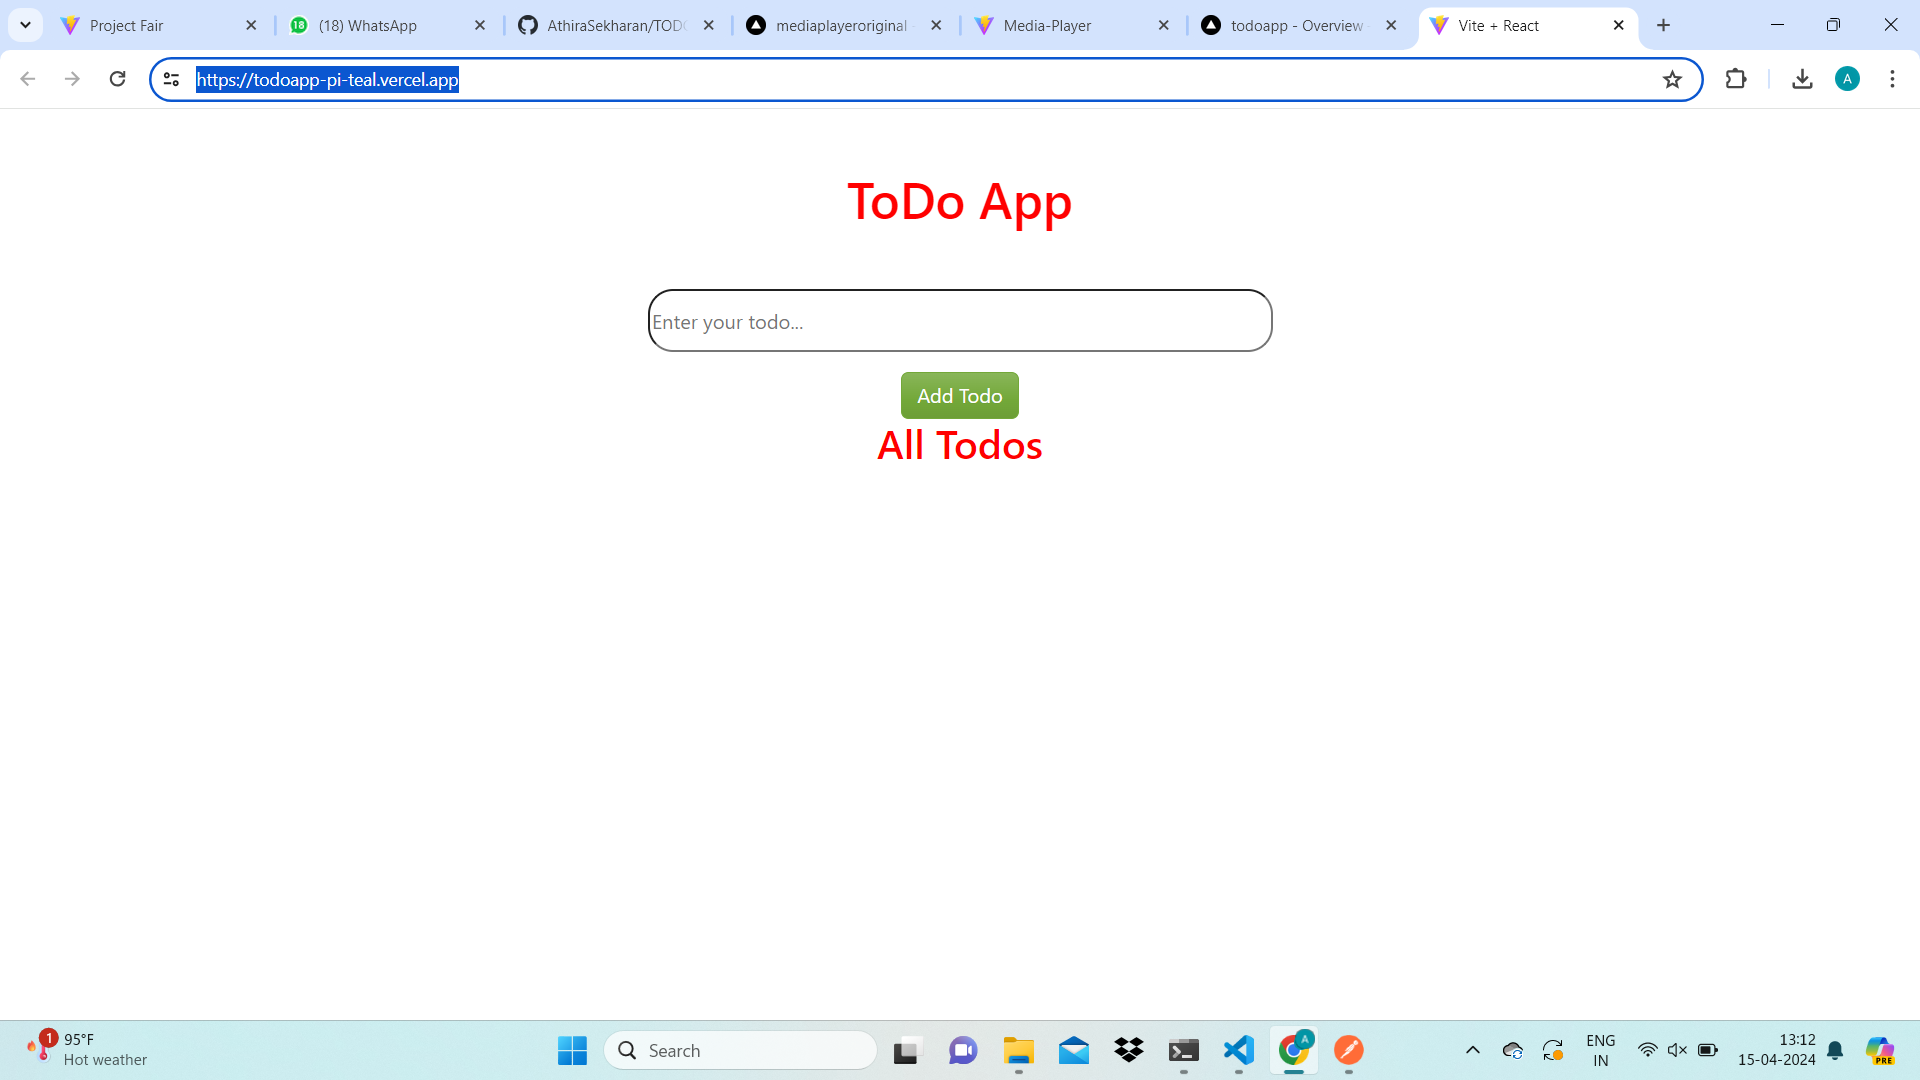 Project Fair
18 (18) WhatsApp
AthiraSekharan/TOD
mediaplayeroriginal -
Media-Player
todoapp - Overview -
Vite + React
https://todoapp-pi-teal.vercel.app
A
ToDo App
Enter your todo...
Add Todo
All Todos
1
95°F
Hot weather
Search
A
ENG
IN
13:12
15-04-2024
PRE